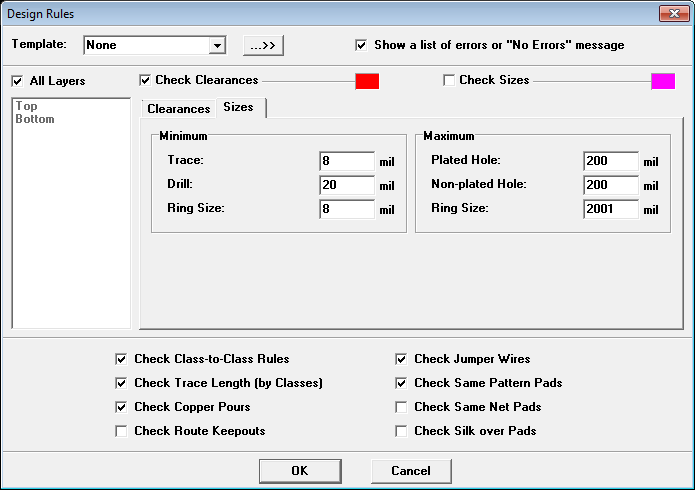 Design Rules
Template: None ...>> Show a list of errors or "No Errors" message
All Layers Check Clearances Check Sizes
Top
Bottom
Clearances Sizes
Minimum Maximum
Trace: 8 mil Plated Hole: 200 mil
Drill: 20 mil Non-plated Hole: 200 mil
Ring Size: 8 mil Ring Size: 2001 mil
Check Class-to-Class Rules Check Jumper Wires
Check Trace Length (by Classes) Check Same Pattern Pads
Check Copper Pours Check Same Net Pads
Check Route Keepouts Check Silk over Pads
OK Cancel